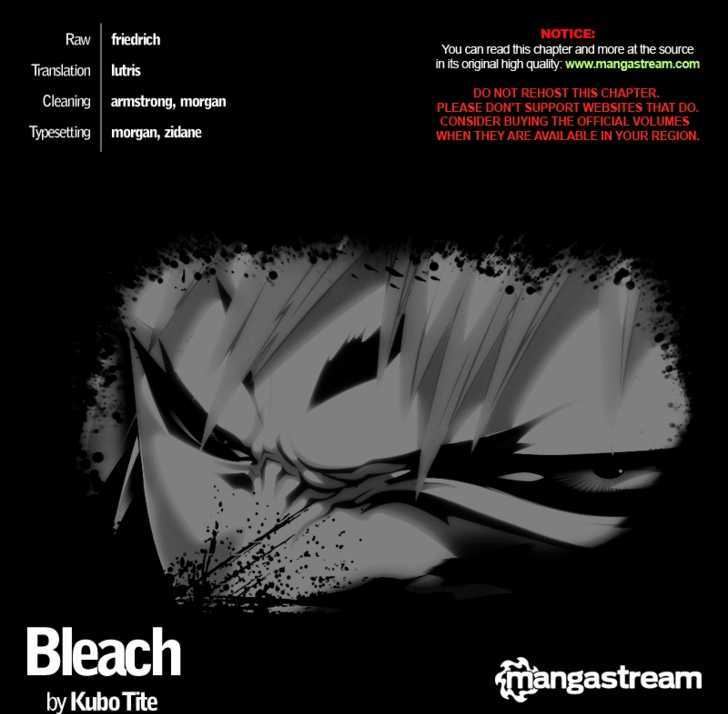 Raw friedrich
Translation lutris
Cleaning armstrong, morgan
Typesetting morgan, zidane
NOTICE:
You can read this chapter and more at the source
in its original high quality: www.mangastream.com
DO NOT REHOST THIS CHAPTER.
PLEASE DON'T SUPPORT WEBSITES THAT DO.
CONSIDER BUYING THE OFFICIAL VOLUMES
WHEN THEY ARE AVAILABLE IN YOUR REGION.
Bleach
by Kubo Tite
mangastream